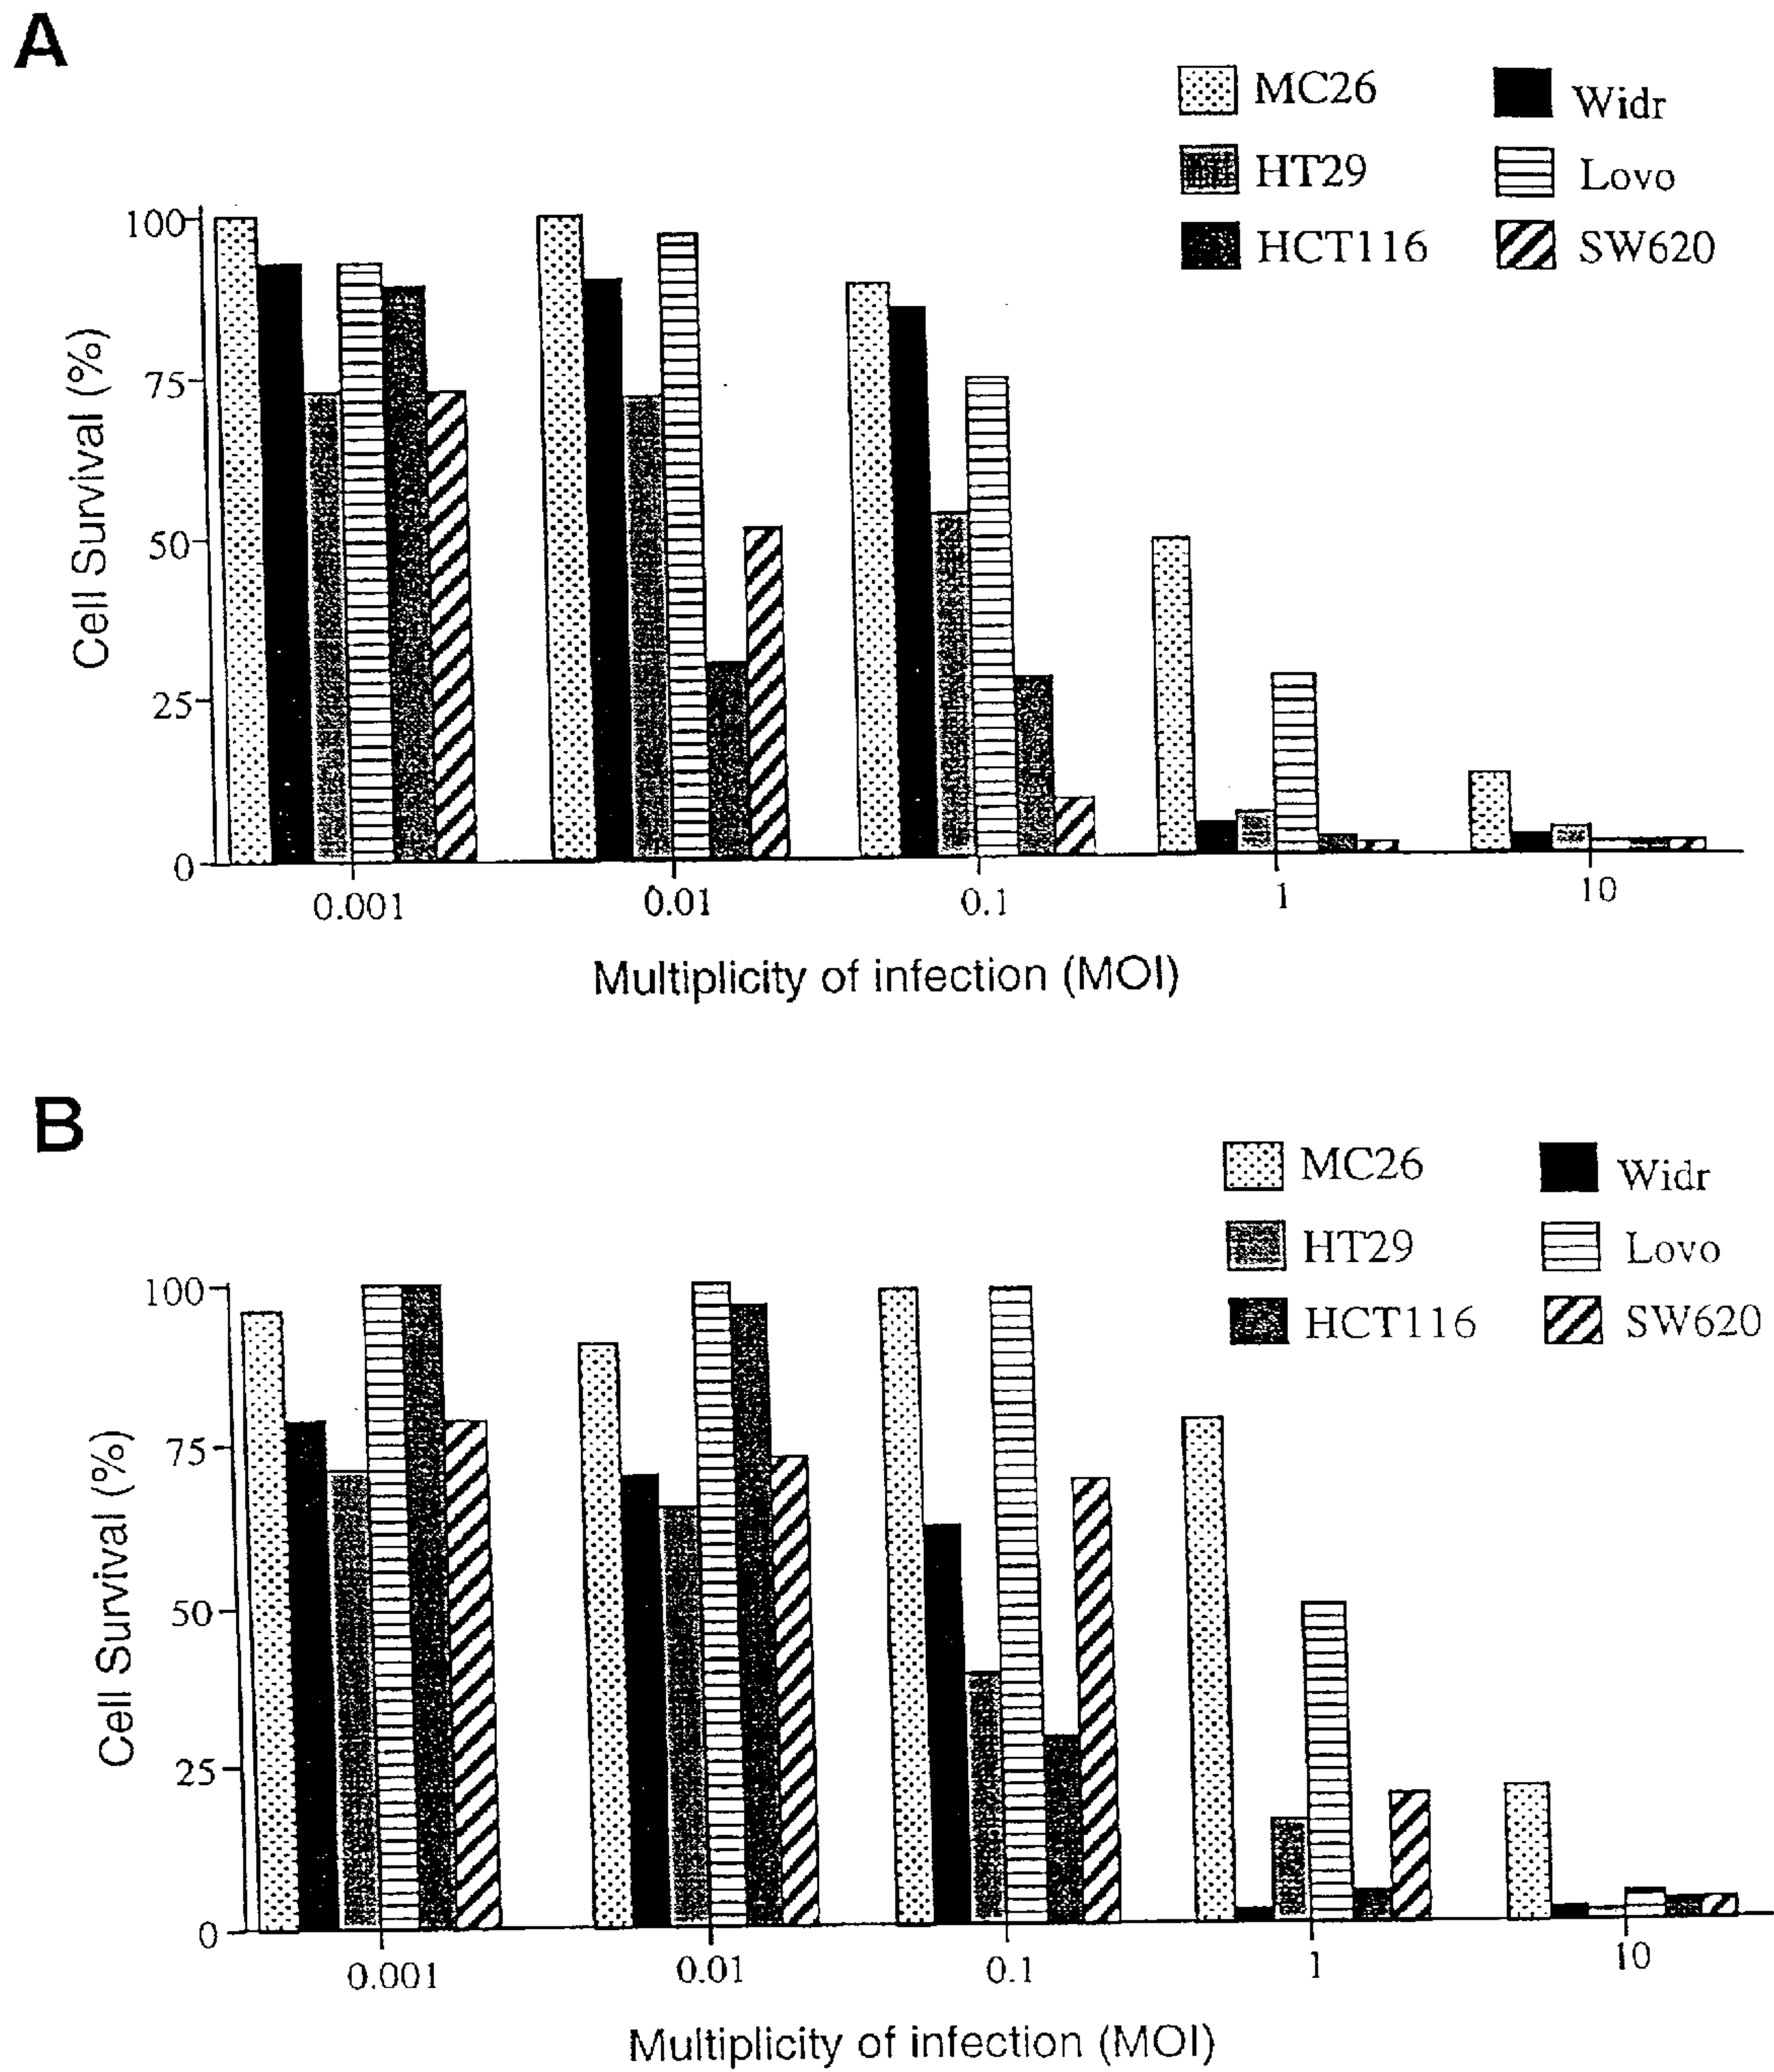 A
MC26 Widr
HT29 Lovo
HCT116 SW620
100
75
50
25
0
Cell Survival (%)
0.001 0.01 0.1 1 10
Multiplicity of infection (MOI)
B
MC26 Widr
HT29 Lovo
HCT116 SW620
100
75
50
25
0
Cell Survival (%)
0.001 0.01 0.1 1 10
Multiplicity of infection (MOI)